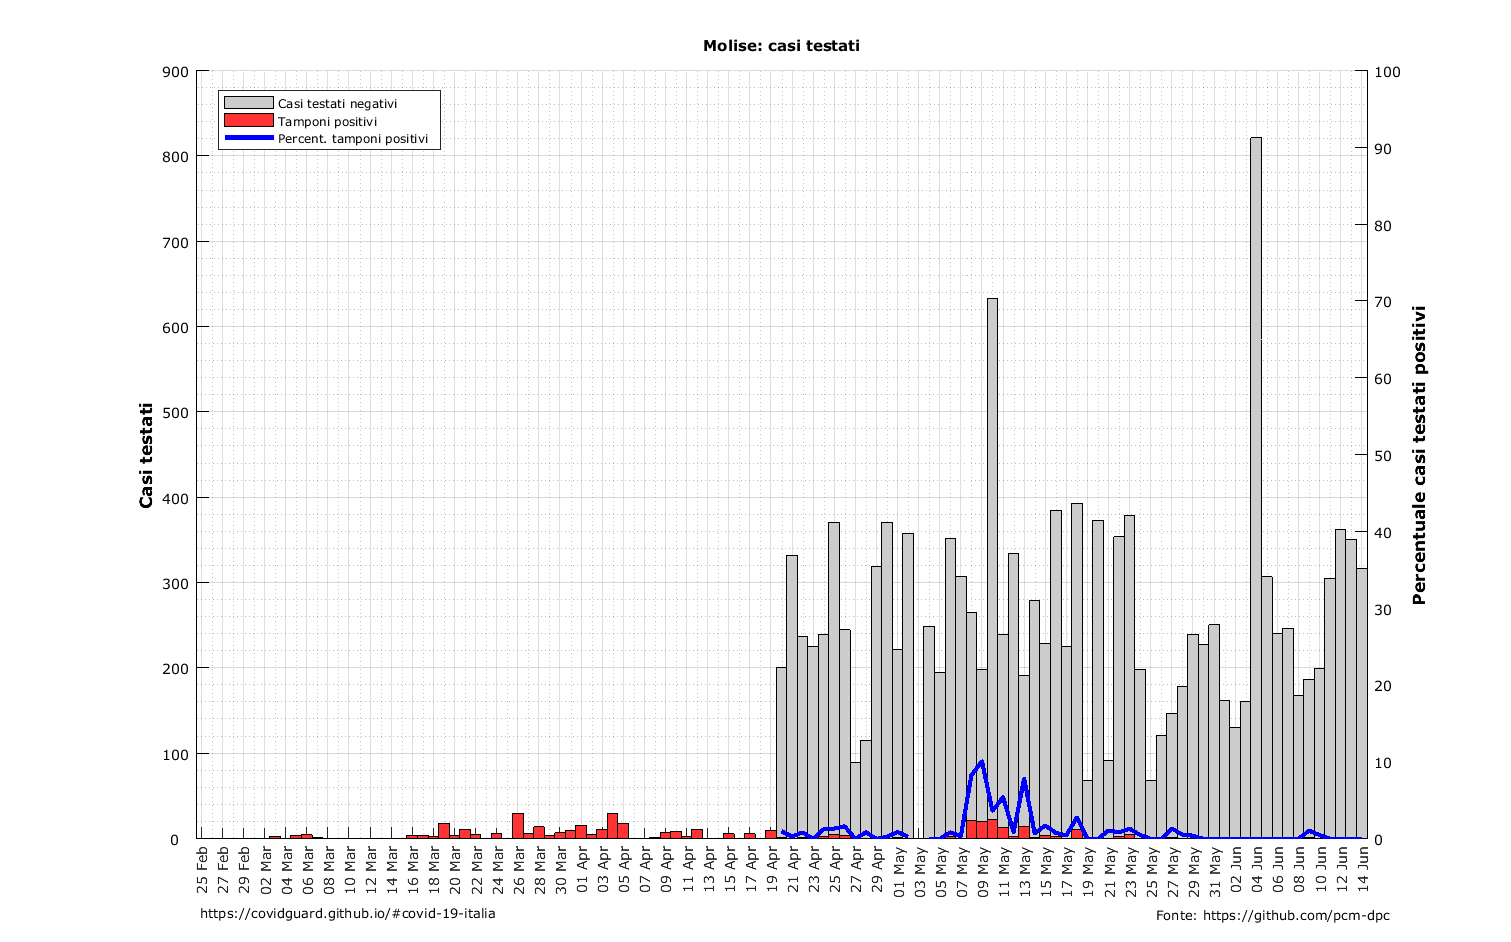 Molise: casi testati
Casi testati negativi
Tamponi positivi
Percent. tamponi positivi
Casi testati
900
800
700
600
500
400
300
200
100
0
100
90
80
70
60
50
40
30
20
10
0
Percentuale casi testati positivi
25 Feb
27 Feb
29 Feb
02 Mar
04 Mar
06 Mar
08 Mar
10 Mar
12 Mar
14 Mar
16 Mar
18 Mar
20 Mar
22 Mar
24 Mar
26 Mar
28 Mar
30 Mar
01 Apr
03 Apr
05 Apr
07 Apr
09 Apr
11 Apr
13 Apr
15 Apr
17 Apr
19 Apr
21 Apr
23 Apr
25 Apr
27 Apr
29 Apr
01 May
03 May
05 May
07 May
09 May
11 May
13 May
15 May
17 May
19 May
21 May
23 May
25 May
27 May
29 May
31 May
02 Jun
04 Jun
06 Jun
08 Jun
10 Jun
12 Jun
14 Jun
https://covidguard.github.io/#covid-19-italia
Fonte: https://github.com/pcm-dpc